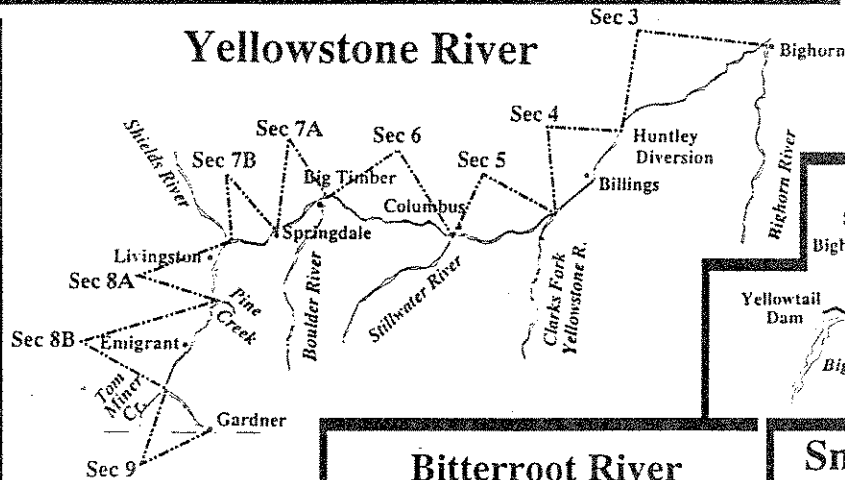 Yellowstone River
Sec 3
Bighorn
Shields River
Sec 7A
Sec 7B
Sec 6
Sec 4
Huntley
Diversion
Sec 5
Big Timber
Billings
Columbus
Springdale
Livingston
Bighorn River
Boulder River
Stillwater River
Clarks Fork
Yellowstone R.
Sec 8A
Pine
Creek
Sec 8B
Emigrant
Tom
Miner
Cr.
Gardner
Sec 9
Yellowtail
Dam
Bitterroot River